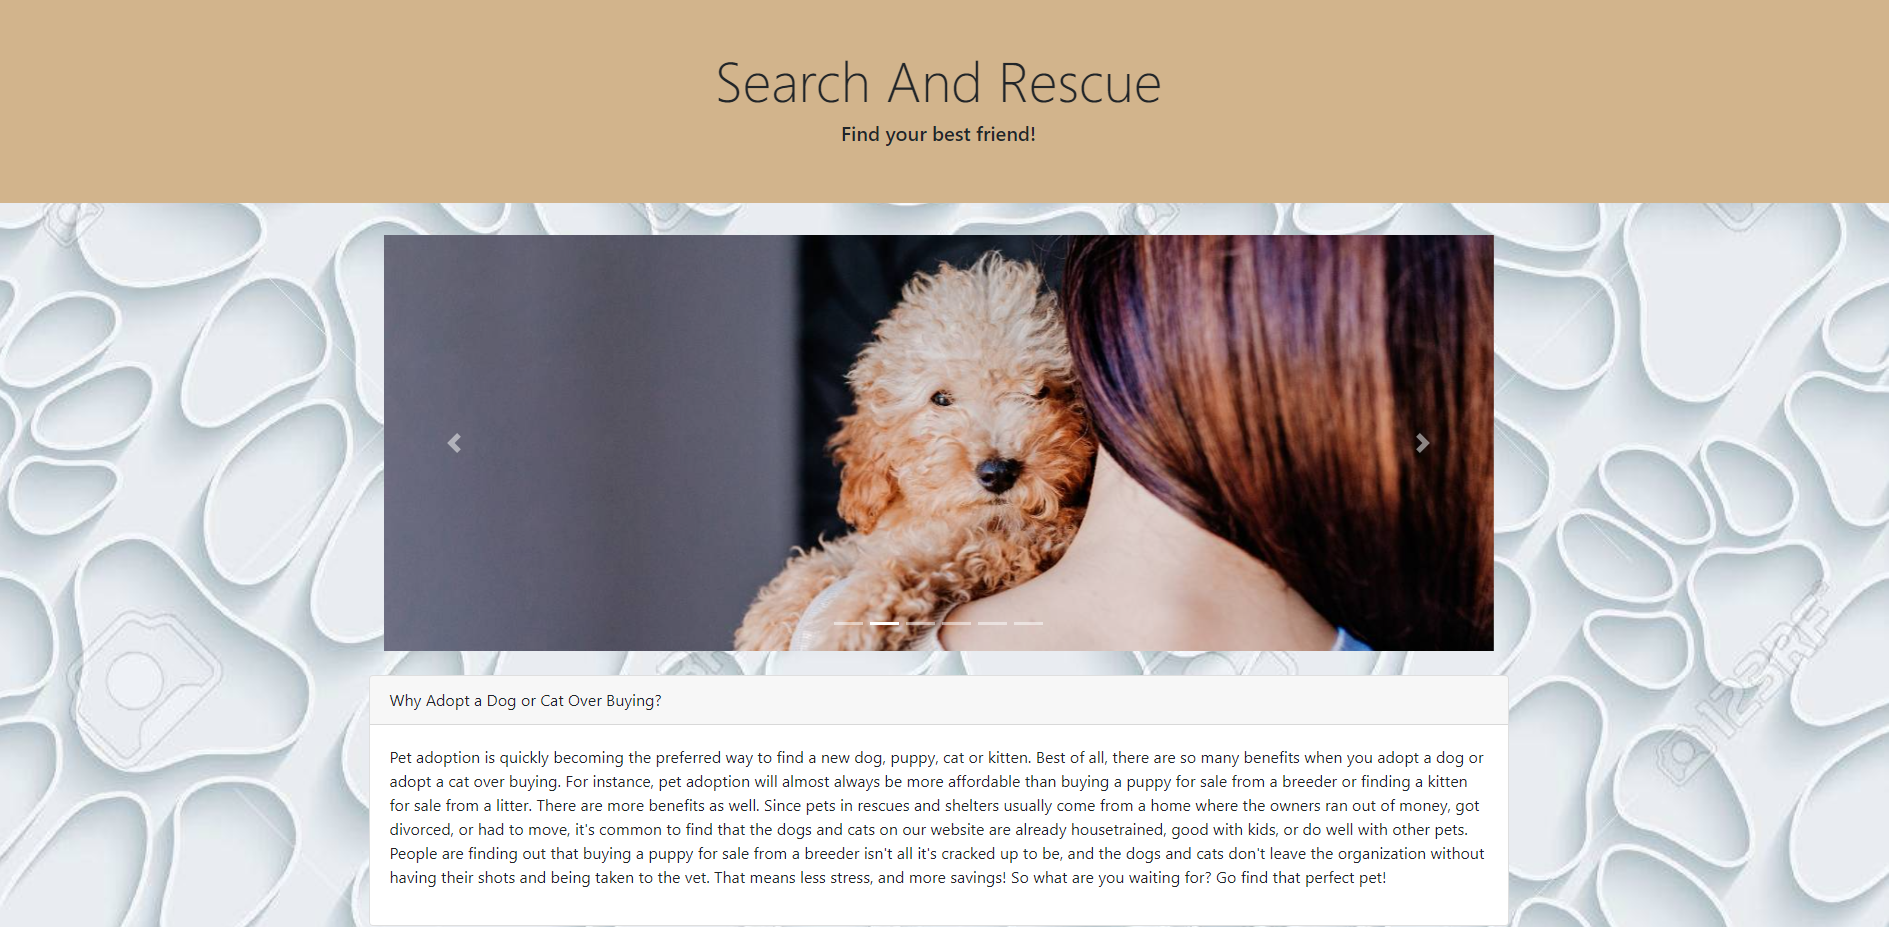 Search And Rescue
Find your best friend!
Why Adopt a Dog or Cat Over Buying?
Pet adoption is quickly becoming the preferred way to find a new dog, puppy, cat or kitten. Best of all, there are so many benefits when you adopt a dog or
adopt a cat over buying. For instance, pet adoption will almost always be more affordable than buying a puppy for sale from a breeder or finding a kitten
for sale from a litter. There are more benefits as well. Since pets in rescues and shelters usually come from a home where the owners ran out of money, got
divorced, or had to move, it's common to find that the dogs and cats on our website are already housetrained, good with kids, or do well with other pets.
People are finding out that buying a puppy for sale from a breeder isn't all it's cracked up to be, and the dogs and cats don't leave the organization without
having their shots and being taken to the vet. That means less stress, and more savings! So what are you waiting for? Go find that perfect pet!
123RF